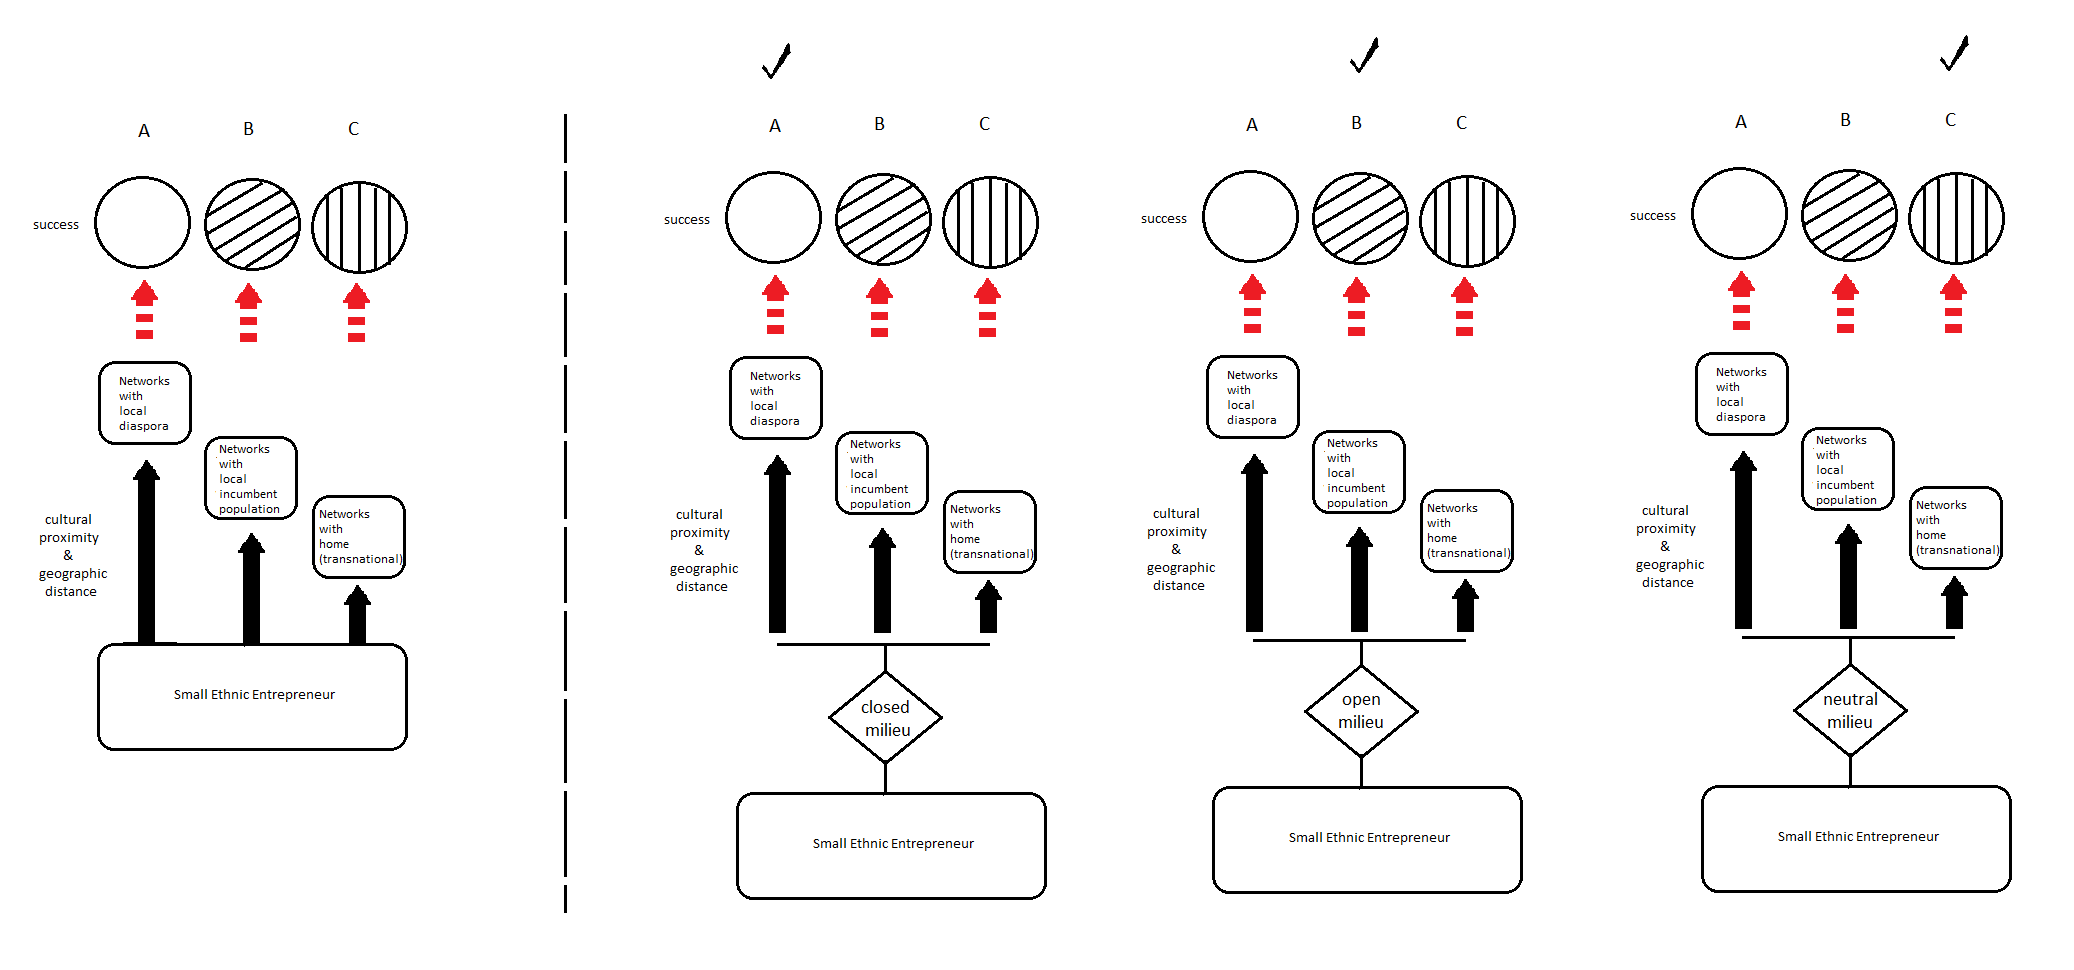 A
B
C
success
Networks
with
local
diaspora
Networks
with
local
incumbent
population
Networks
with
home
(transnational)
cultural
proximity
&
geographic
distance
Small Ethnic Entrepreneur
A
B
C
success
Networks
with
local
diaspora
Networks
with
local
incumbent
population
Networks
with
home
(transnational)
cultural
proximity
&
geographic
distance
closed
milieu
Small Ethnic Entrepreneur
A
B
C
success
Networks
with
local
diaspora
Networks
with
local
incumbent
population
Networks
with
home
(transnational)
cultural
proximity
&
geographic
distance
open
milieu
Small Ethnic Entrepreneur
A
B
C
success
Networks
with
local
diaspora
Networks
with
local
incumbent
population
Networks
with
home
(transnational)
cultural
proximity
&
geographic
distance
neutral
milieu
Small Ethnic Entrepreneur